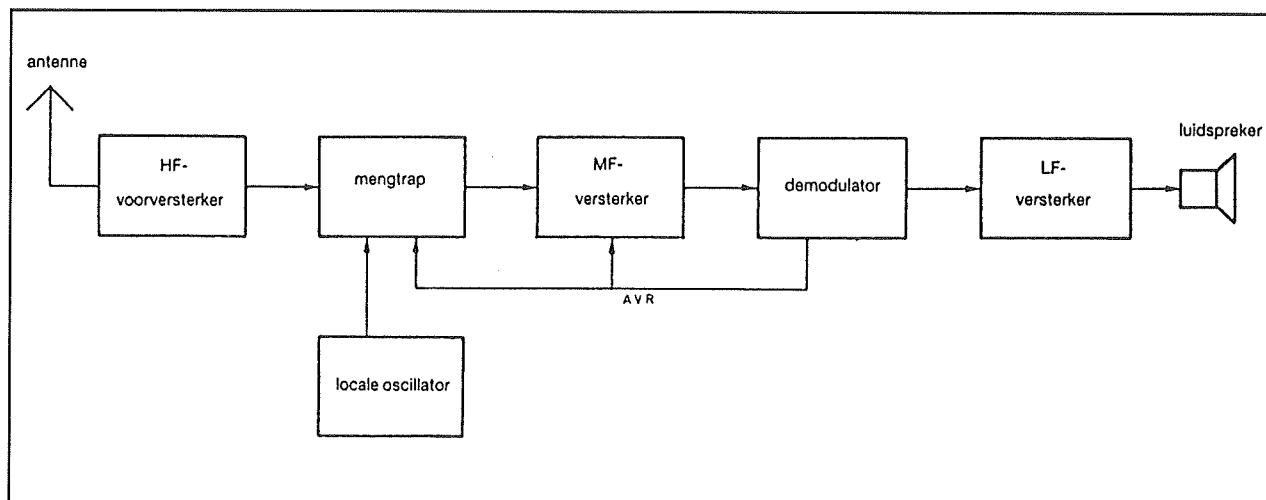 antenne
HF-
voorversterker
mengtrap
MF-
versterker
demodulator
LF-
versterker
luidspreker
AVR
locale oscillator